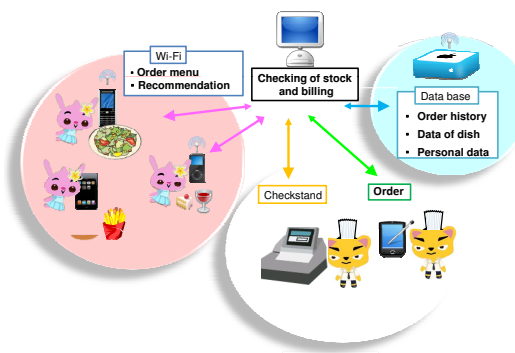 Wi-Fi
▪ Order menu
▪ Recommendation
Checking of stock
and billing
Data base
▪ Order history
▪ Data of dish
▪ Personal data
Checkstand
Order